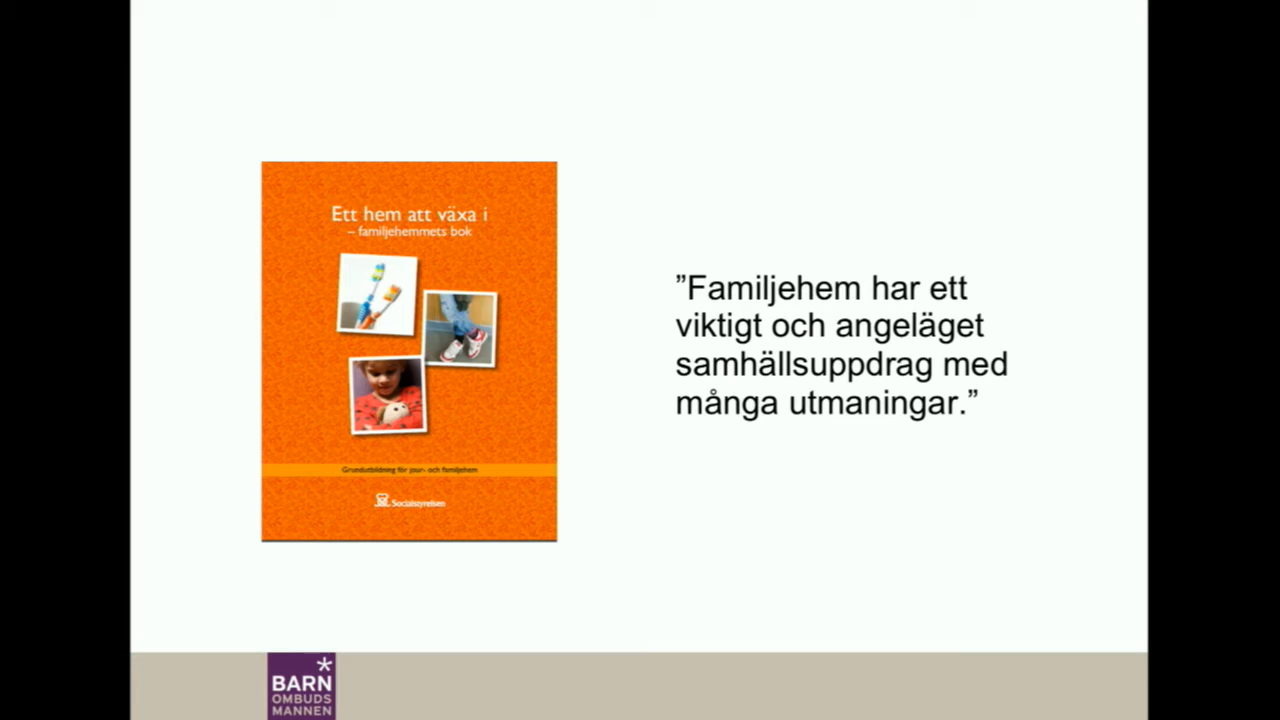 Ett hem att växa i
– familjehemmets bok
Grundutbildning för jour- och familjehem
Socialstyrelsen
”Familjehem har ett
viktigt och angeläget
samhällsuppdrag med
många utmaningar.”
BARN
OMBUDS
MANNEN